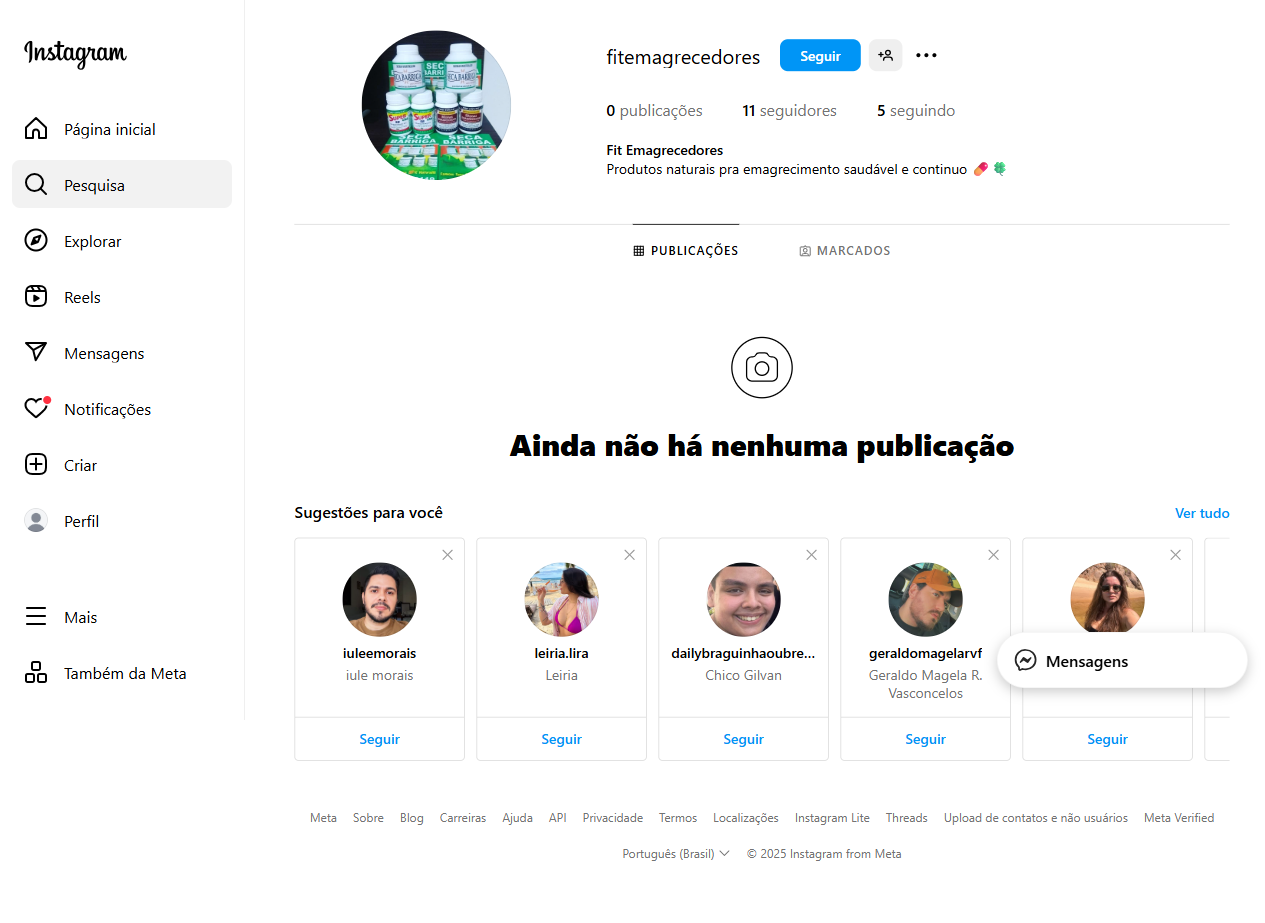 Instagram
Página inicial
Pesquisa
Explorar
Reels
Mensagens
Notificações
Criar
Perfil
Mais
Também da Meta
SECA BARRIGA
SECA BARRIGA
fitemagrecedores
Seguir
0 publicações
11 seguidores
5 seguindo
Fit Emagrecedores
Produtos naturais pra emagrecimento saudável e continuo 💊 🍀
PUBLICAÇÕES
MARCADOS
Ainda não há nenhuma publicação
Sugestões para você
Ver tudo
iuleemorais
iule morais
Seguir
leiria.lira
Leiria
Seguir
dailybraguinhaoubre...
Chico Gilvan
Seguir
geraldomagelarvf
Geraldo Magela R.
Vasconcelos
Seguir
Seguir
Mensagens
Meta Sobre Blog Carreiras Ajuda API Privacidade Termos Localizações Instagram Lite Threads Upload de contatos e não usuários Meta Verified
Português (Brasil) © 2025 Instagram from Meta